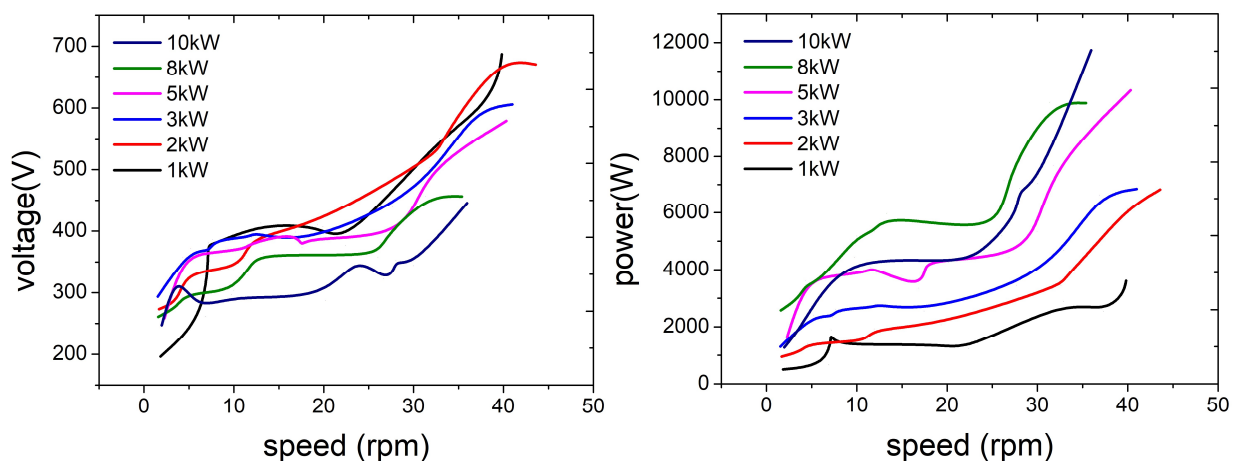 700
600
500
400
300
200
voltage(V)
10kW
8kW
5kW
3kW
2kW
1kW
0 10 20 30 40 50
speed (rpm)
12000
10000
8000
6000
4000
2000
0
power(W)
10kW
8kW
5kW
3kW
2kW
1kW
0 10 20 30 40 50
speed (rpm)